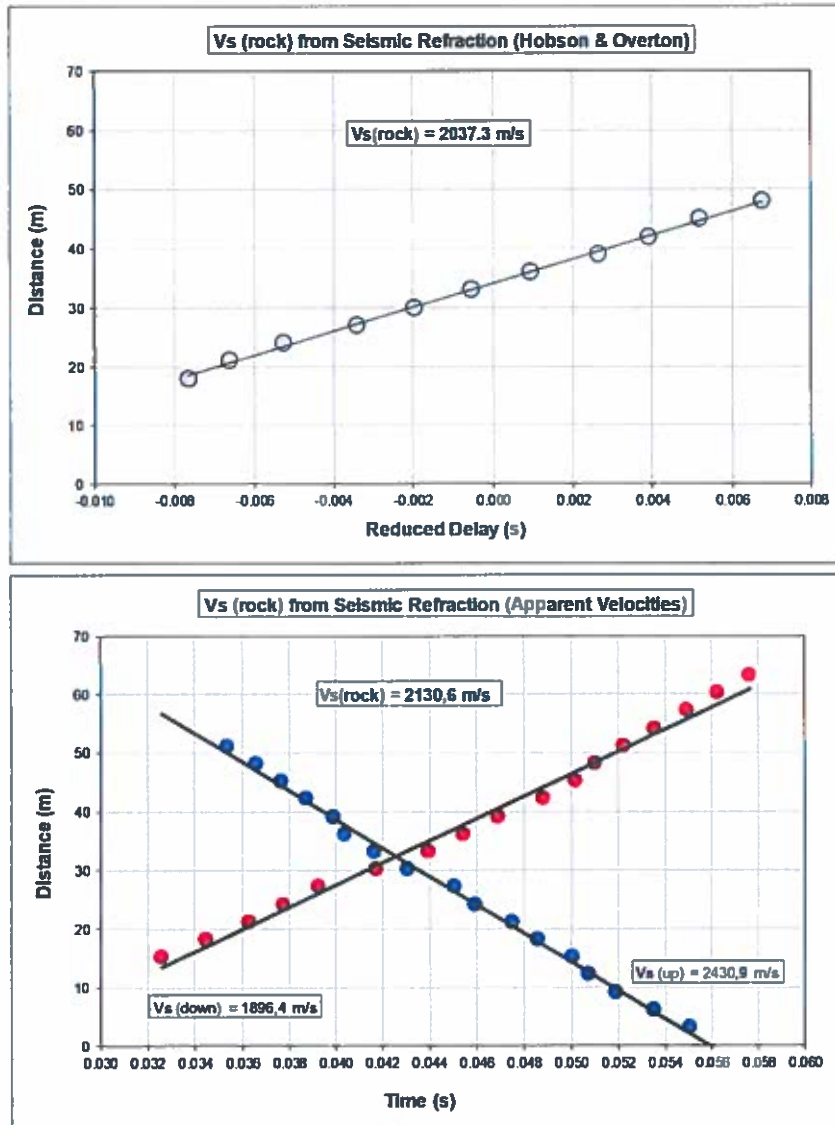 Vs (rock) from Seismic Refraction (Hobson & Overton)
70
60
50
40
30
20
10
0
Distance (m)
Vs(rock) = 2037.3 m/s
-0.010 -0.008 -0.006 -0.004 -0.002 0.000 0.002 0.004 0.006 0.008
Reduced Delay (s)
Vs (rock) from Seismic Refraction (Apparent Velocities)
70
60
50
40
30
20
10
0
Distance (m)
Vs(rock) = 2130,6 m/s
Vs (down) = 1896,4 m/s
Vs (up) = 2430,9 m/s
0.030 0.032 0.034 0.036 0.038 0.040 0.042 0.044 0.046 0.048 0.050 0.052 0.054 0.056 0.058 0.060
Time (s)